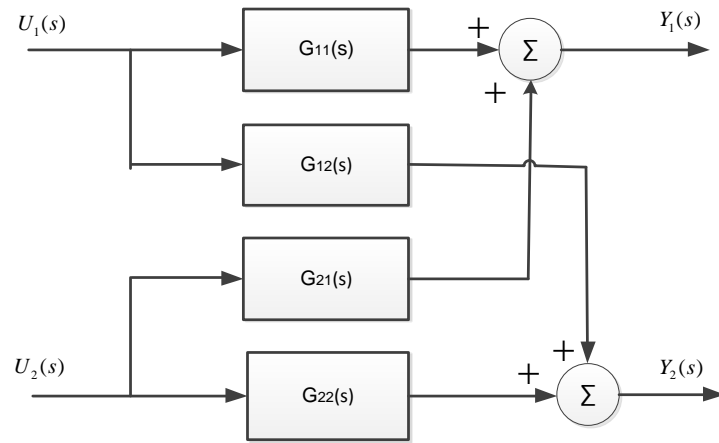 U₁(s)
G11(s)
+
Σ
Y₁(s)
+
G12(s)
G21(s)
U₂(s)
G22(s)
+
+
Σ
Y₂(s)